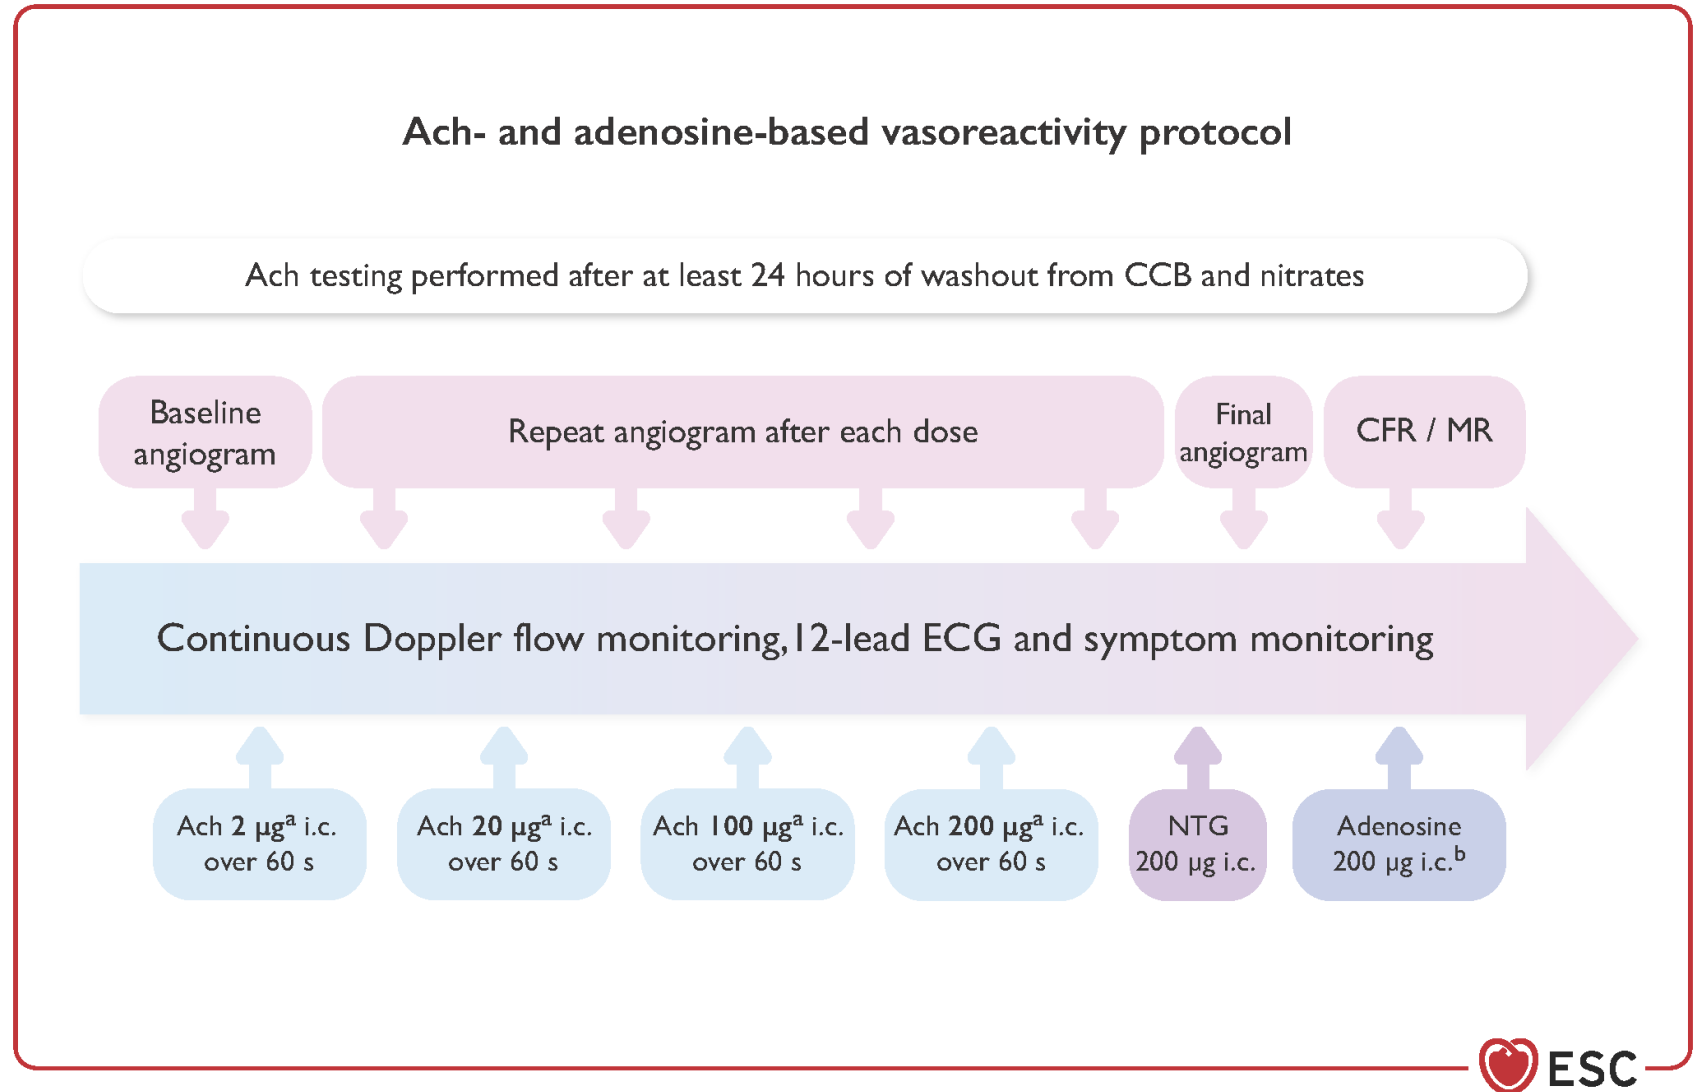 Ach- and adenosine-based vasoreactivity protocol
Ach testing performed after at least 24 hours of washout from CCB and nitrates
Baseline
angiogram
Repeat angiogram after each dose
Final
angiogram
CFR / MR
Continuous Doppler flow monitoring, 12-lead ECG and symptom monitoring
Ach 2 µgᵃ i.c.
over 60 s
Ach 20 µgᵃ i.c.
over 60 s
Ach 100 µgᵃ i.c.
over 60 s
Ach 200 µgᵃ i.c.
over 60 s
NTG
200 µg i.c.
Adenosine
200 µg i.c.ᵇ
ESC